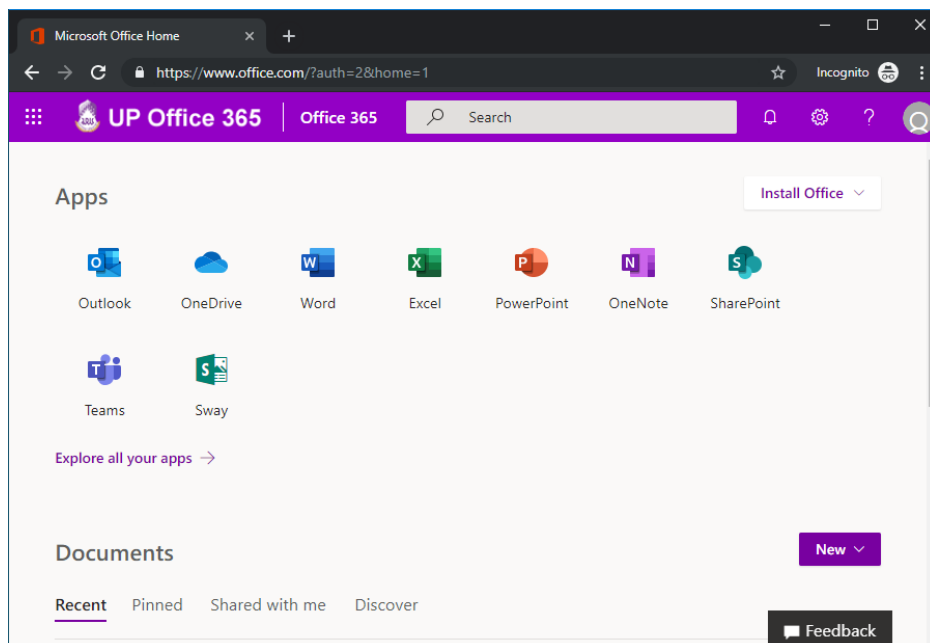 Microsoft Office Home
https://www.office.com/?auth=2&home=1
Incognito
UP Office 365
Office 365
Search
?
Apps
Install Office
Outlook OneDrive Word Excel PowerPoint OneNote SharePoint
Teams Sway
Explore all your apps
Documents
New
Recent Pinned Shared with me Discover
Feedback